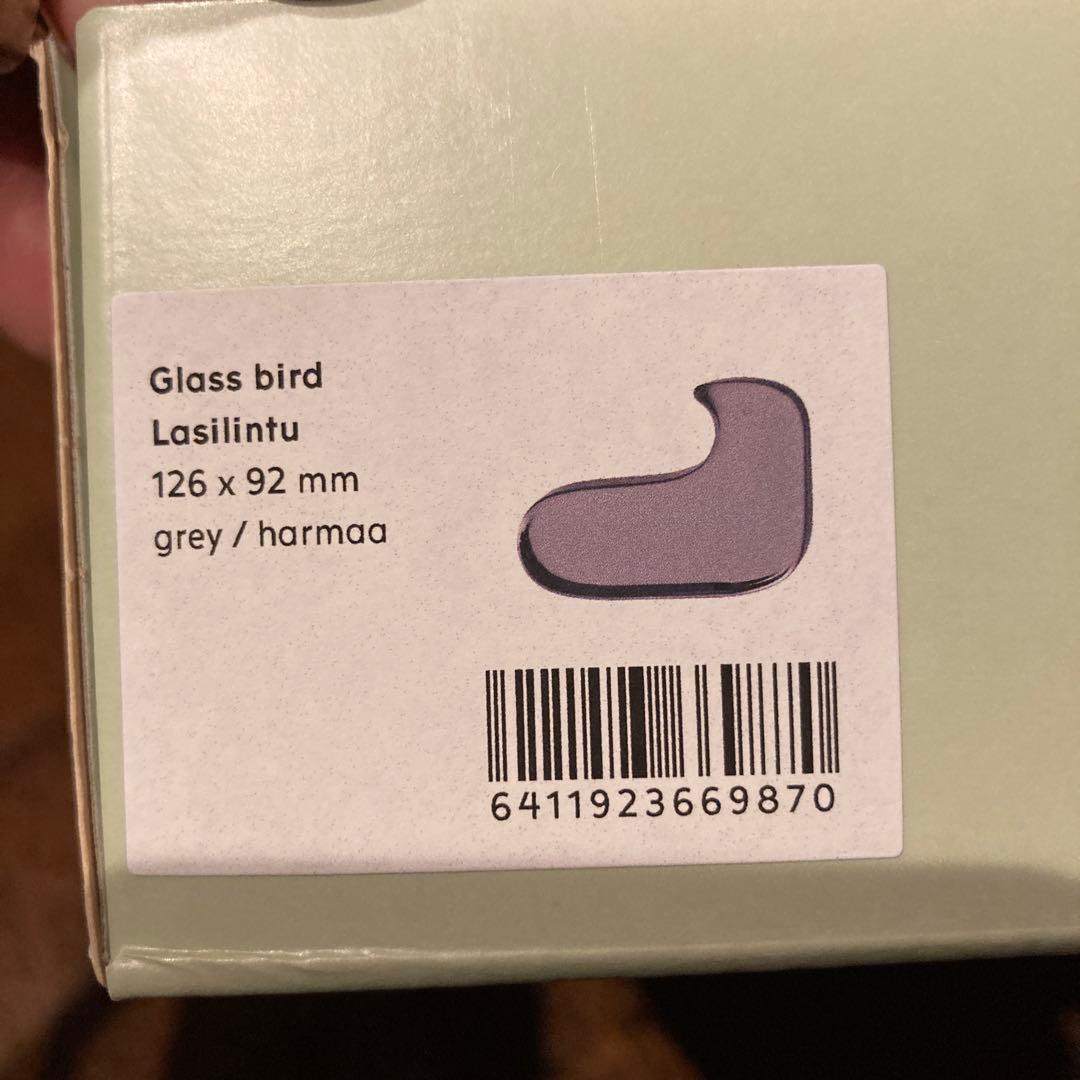 Glass bird
Lasilintu
126 x 92 mm
grey / harmaa
6411923669870